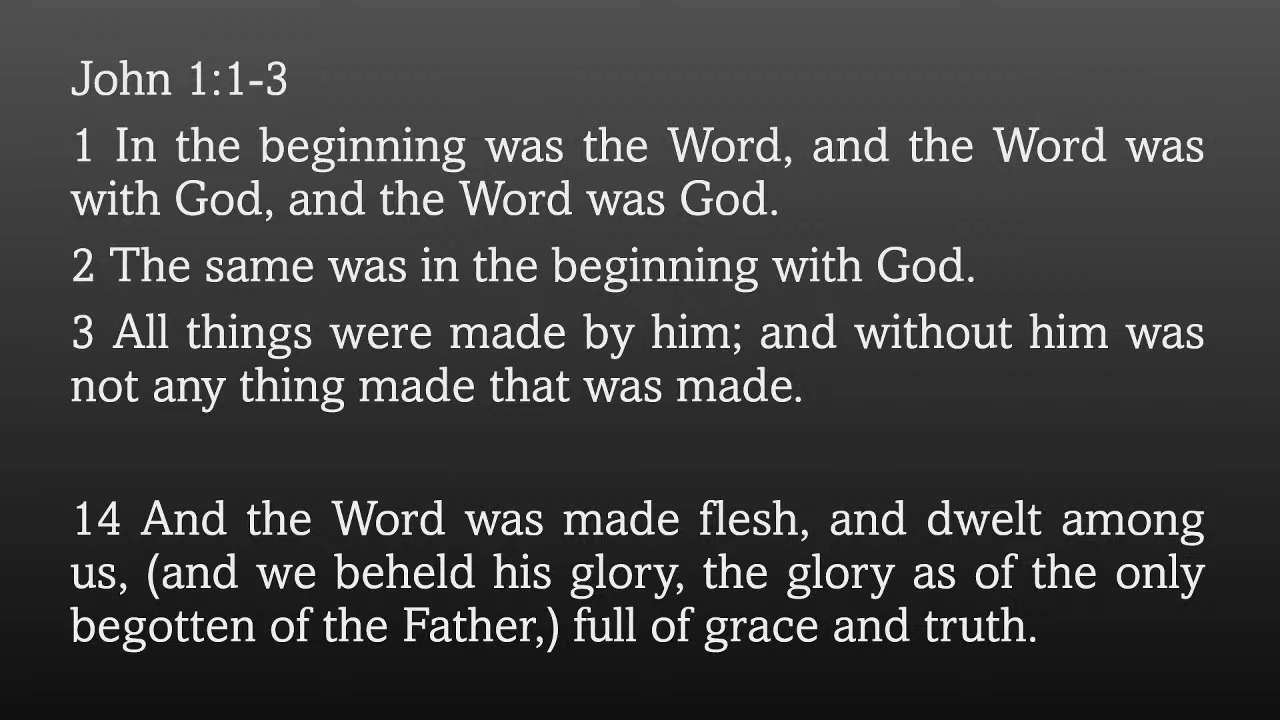 John 1:1-3
1 In the beginning was the Word, and the Word was
with God, and the Word was God.
2 The same was in the beginning with God.
3 All things were made by him; and without him was
not any thing made that was made.
14 And the Word was made flesh, and dwelt among
us, (and we beheld his glory, the glory as of the only
begotten of the Father,) full of grace and truth.